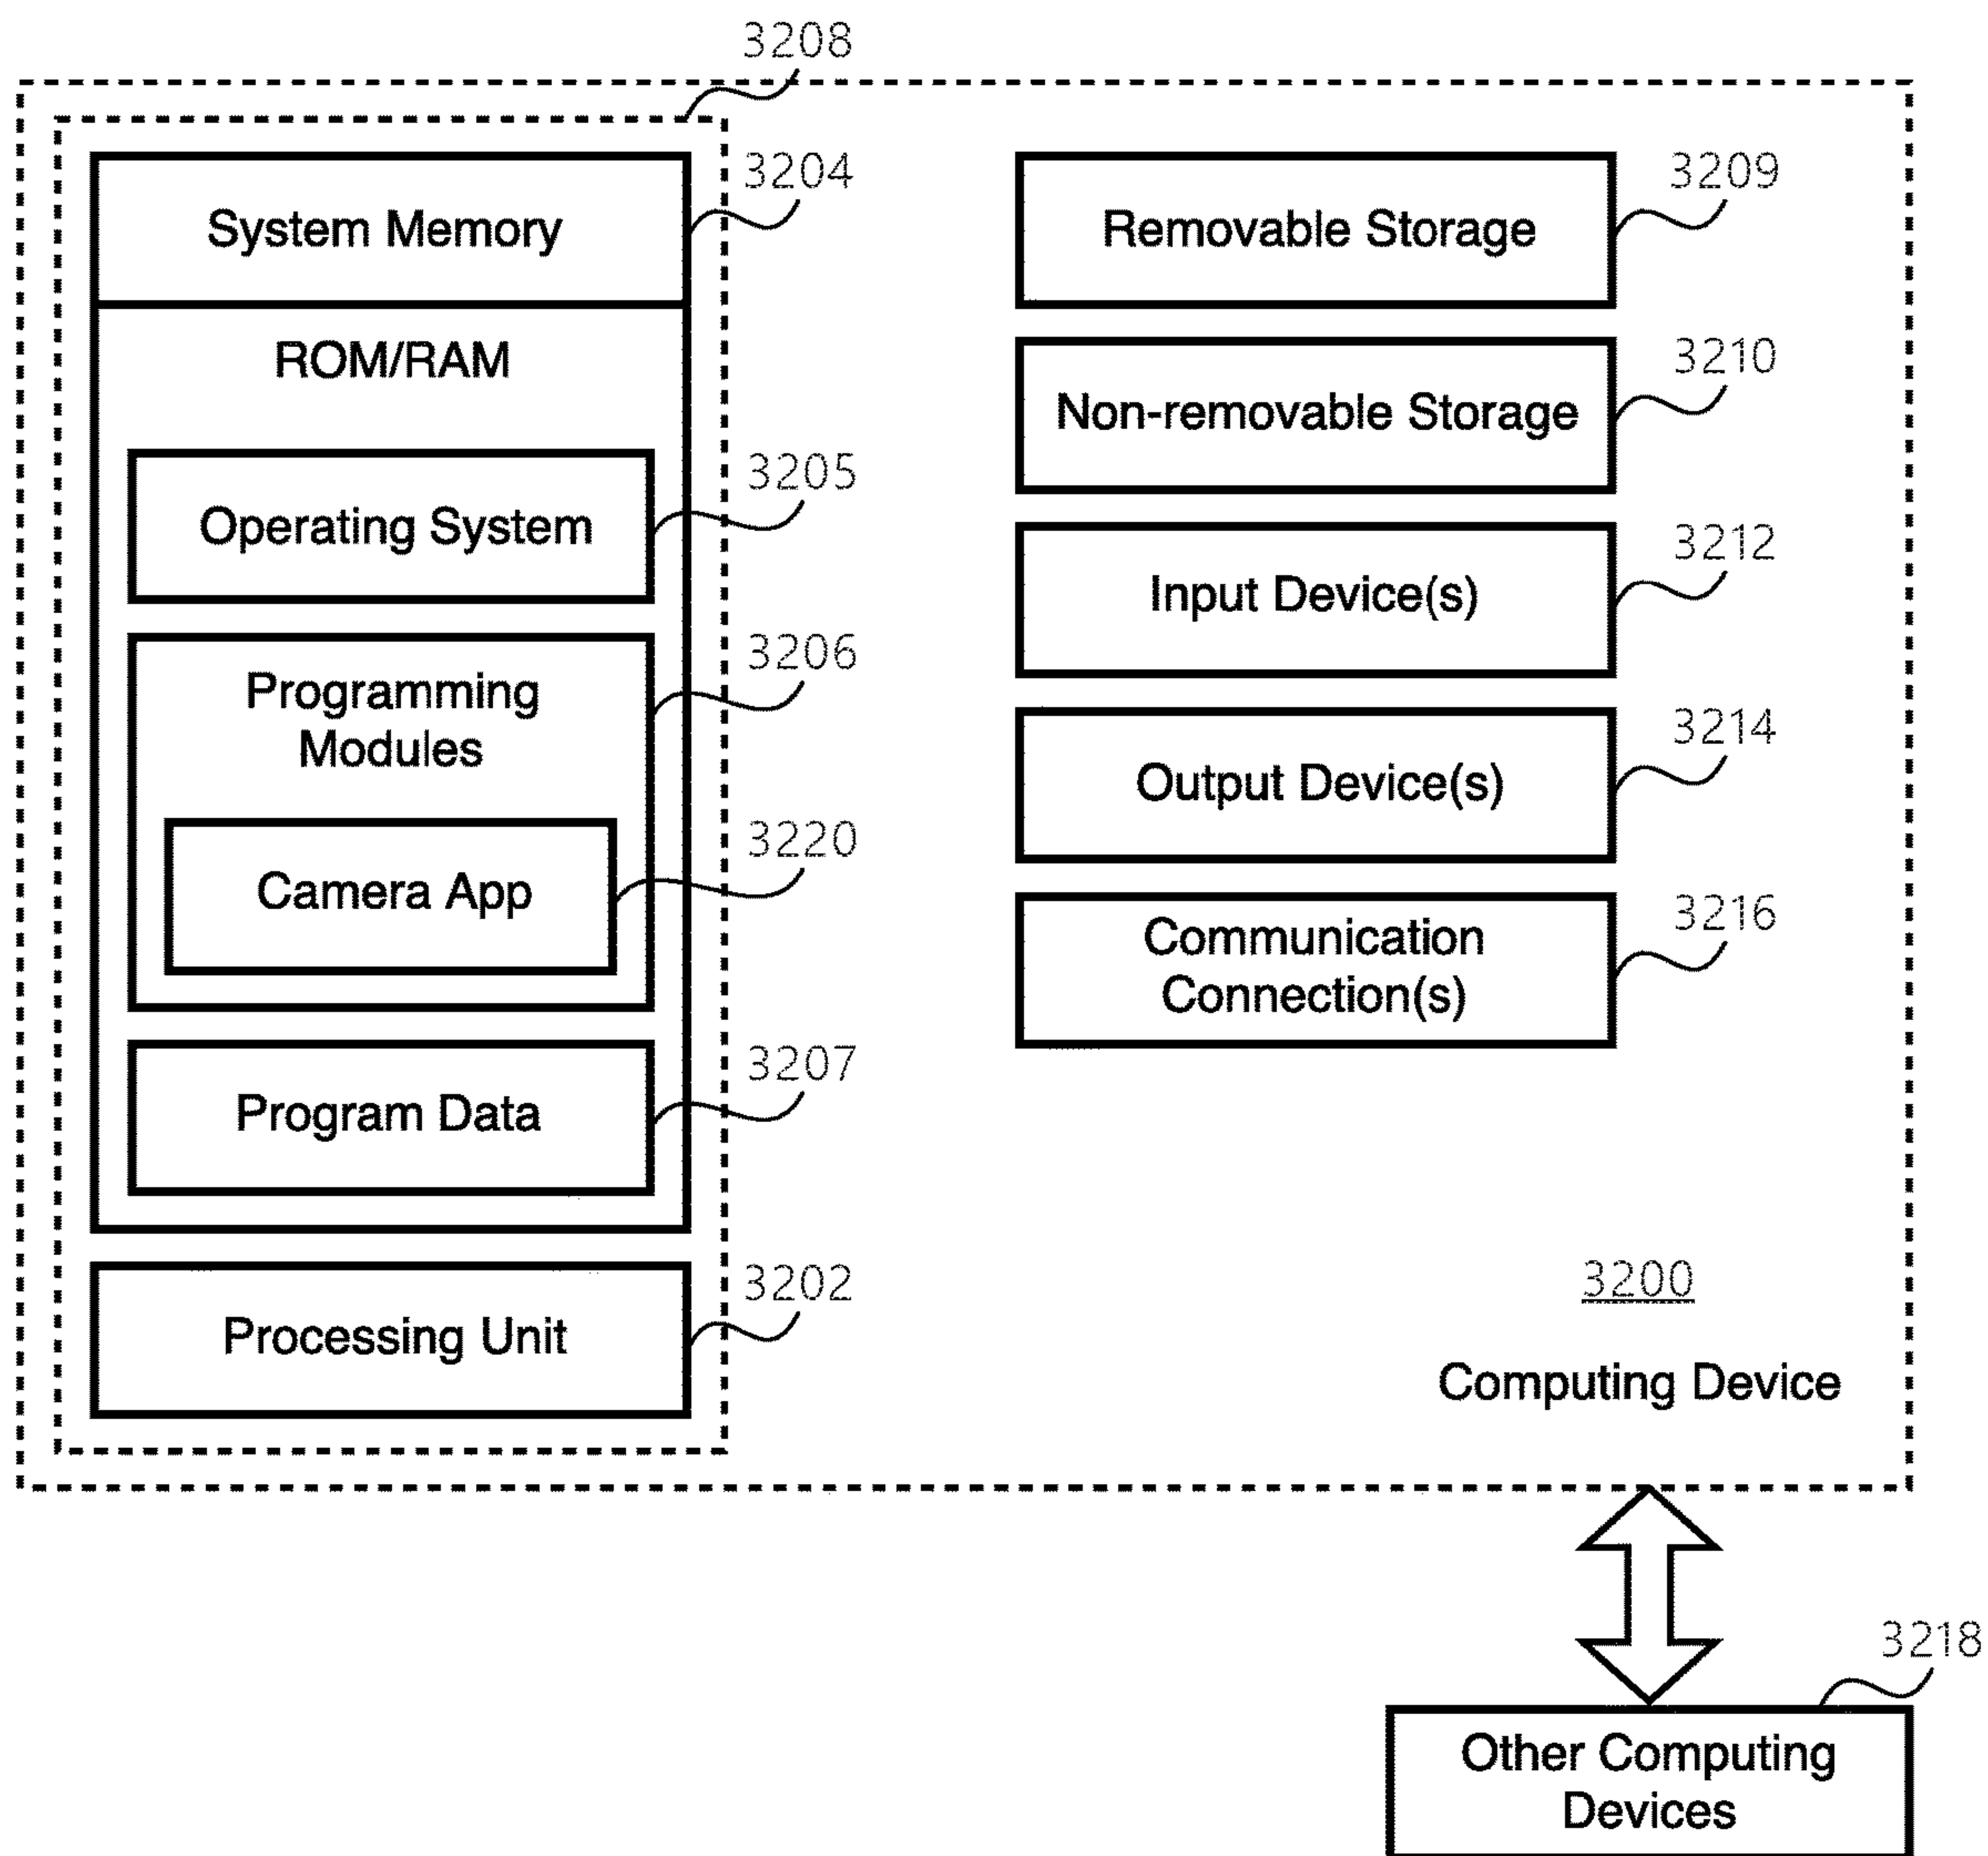 3208
System Memory
3204
ROM/RAM
Operating System
3205
Programming
Modules
3206
Camera App
3220
Program Data
3207
Processing Unit
3202
Removable Storage
3209
Non-removable Storage
3210
Input Device(s)
3212
Output Device(s)
3214
Communication
Connection(s)
3216
3200
Computing Device
3218
Other Computing
Devices